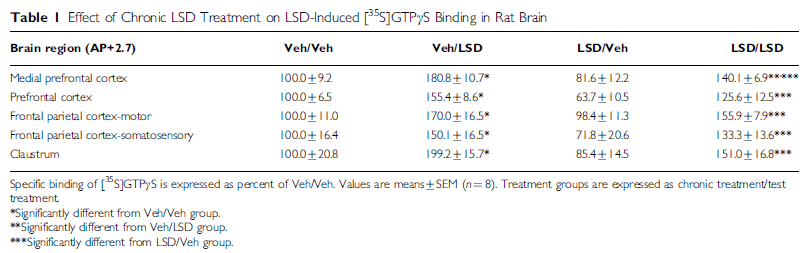 Table 1 Effect of Chronic LSD Treatment on LSD-Induced [³⁵S]GTPγS Binding in Rat Brain
Brain region (AP+2.7) Veh/Veh Veh/LSD LSD/Veh LSD/LSD
Medial prefrontal cortex 100.0±9.2 180.8±10.7* 81.6±12.2 140.1±6.9*****
Prefrontal cortex 100.0±6.5 155.4±8.6* 63.7±10.5 125.6±12.5***
Frontal parietal cortex-motor 100.0±11.0 170.0±16.5* 98.4±11.3 155.9±7.9***
Frontal parietal cortex-somatosensory 100.0±16.4 150.1±16.5* 71.8±20.6 133.3±13.6***
Claustrum 100.0±20.8 199.2±15.7* 85.4±14.5 151.0±16.8***
Specific binding of [³⁵S]GTPγS is expressed as percent of Veh/Veh. Values are means±SEM (n=8). Treatment groups are expressed as chronic treatment/test
treatment.
*Significantly different from Veh/Veh group.
**Significantly different from Veh/LSD group.
***Significantly different from LSD/Veh group.